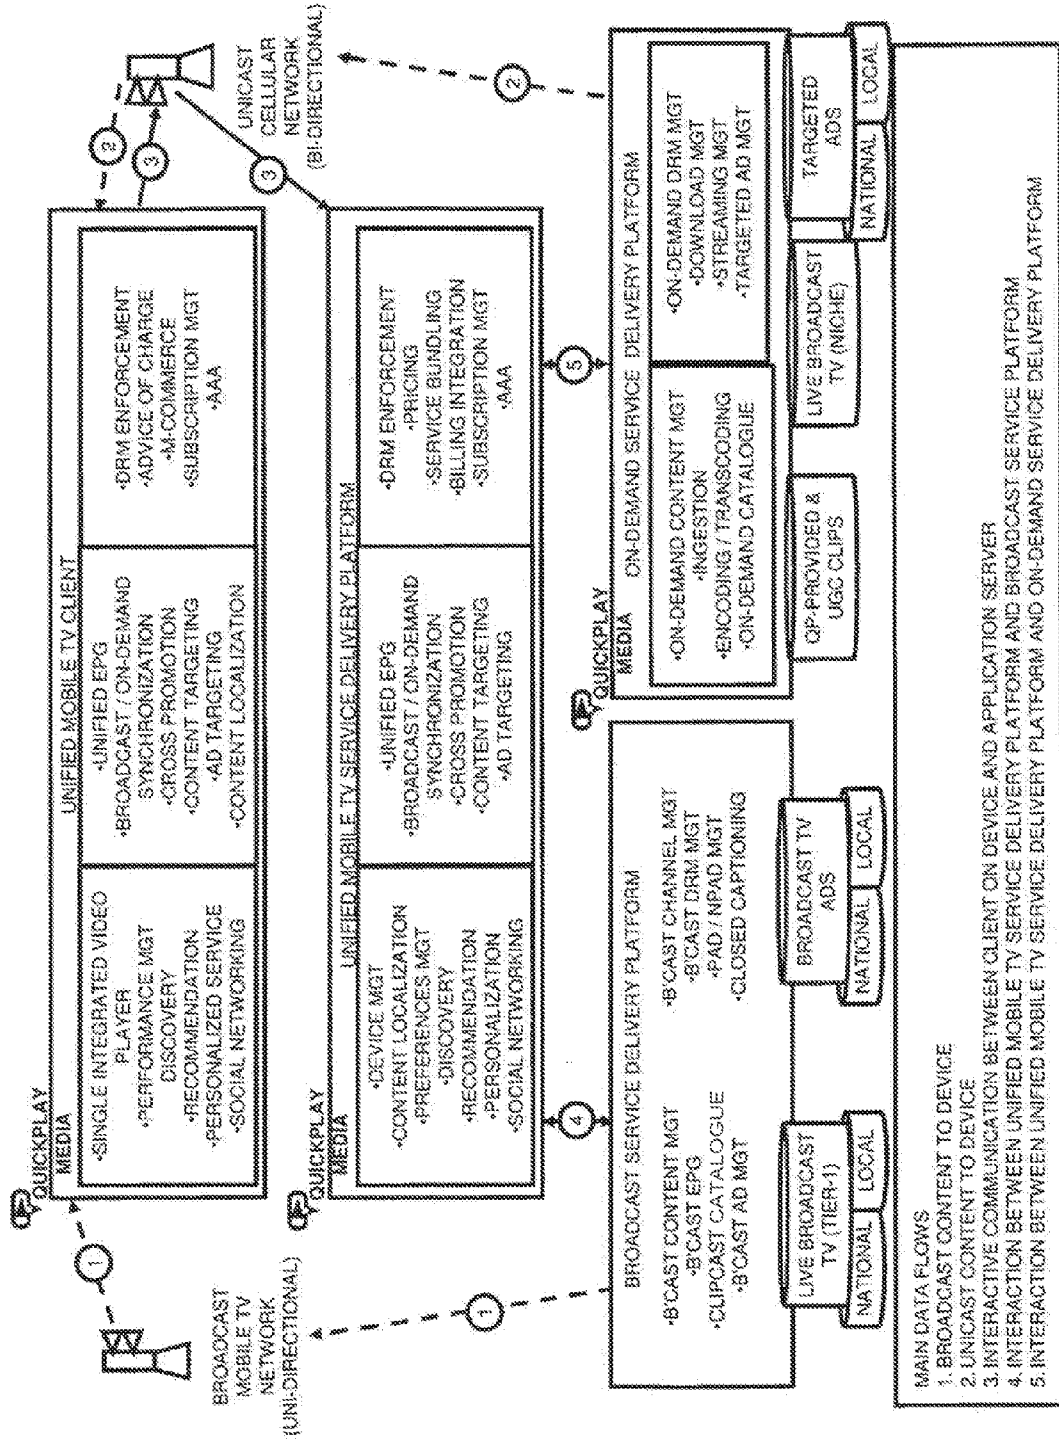 QUICKPLAY
MEDIA
UNIFIED MOBILE TV CLIENT
•SINGLE INTEGRATED VIDEO
PLAYER
•PERFORMANCE MGT
DISCOVERY
•RECOMMENDATION
•PERSONALIZED SERVICE
•SOCIAL NETWORKING
•UNIFIED EPG
•BROADCAST / ON-DEMAND
SYNCHRONIZATION
•CROSS PROMOTION
•CONTENT TARGETING
•AD TARGETING
•CONTENT LOCALIZATION
•DRM ENFORCEMENT
•ADVICE OF CHARGE
•M-COMMERCE
•SUBSCRIPTION MGT
•AAA
1
2
3
BROADCAST
MOBILE TV
NETWORK
(UNI-DIRECTIONAL)
UNICAST
CELLULAR
NETWORK
(BI-DIRECTIONAL)
3
QUICKPLAY
MEDIA
UNIFIED MOBILE TV SERVICE DELIVERY PLATFORM
•DEVICE MGT
•CONTENT LOCALIZATION
•PREFERENCES MGT
•DISCOVERY
•RECOMMENDATION
•PERSONALIZATION
•SOCIAL NETWORKING
•UNIFIED EPG
•BROADCAST / ON-DEMAND
SYNCHRONIZATION
•CROSS PROMOTION
•CONTENT TARGETING
•AD TARGETING
•DRM ENFORCEMENT
•PRICING
•SERVICE BUNDLING
•BILLING INTEGRATION
•SUBSCRIPTION MGT
•AAA
1
4
5
2
BROADCAST SERVICE DELIVERY PLATFORM
•B'CAST CONTENT MGT
•B'CAST EPG
•CLIPCAST CATALOGUE
•B'CAST AD MGT
•B'CAST CHANNEL MGT
•B'CAST DRM MGT
•PAD / NPAD MGT
•CLOSED CAPTIONING
QUICKPLAY
MEDIA
ON-DEMAND SERVICE DELIVERY PLATFORM
•ON-DEMAND CONTENT MGT
•INGESTION
•ENCODING / TRANSCODING
•ON-DEMAND CATALOGUE
•ON-DEMAND DRM MGT
•DOWNLOAD MGT
•STREAMING MGT
•TARGETED AD MGT
LIVE BROADCAST
TV (TIER-1)
NATIONAL
LOCAL
BROADCAST TV
ADS
NATIONAL
LOCAL
QP-PROVIDED &
UGC CLIPS
LIVE BROADCAST
TV (NICHE)
TARGETED
ADS
NATIONAL
LOCAL
MAIN DATA FLOWS
1. BROADCAST CONTENT TO DEVICE
2. UNICAST CONTENT TO DEVICE
3. INTERACTIVE COMMUNICATION BETWEEN CLIENT ON DEVICE AND APPLICATION SERVER
4. INTERACTION BETWEEN UNIFIED MOBILE TV SERVICE DELIVERY PLATFORM AND BROADCAST SERVICE PLATFORM
5. INTERACTION BETWEEN UNIFIED MOBILE TV SERVICE DELIVERY PLATFORM AND ON-DEMAND SERVICE DELIVERY PLATFORM